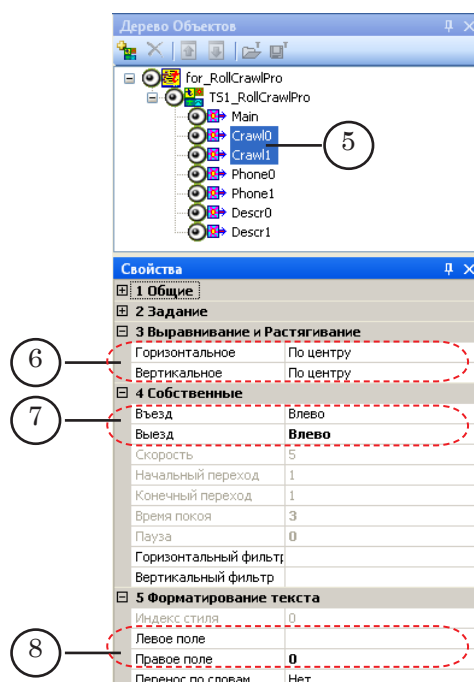 Дерево Объектов
for_RollCrawlPro
TS1_RollCrawlPro
Main
Crawl0
5
Crawl1
Phone0
Phone1
Descr0
Descr1
Свойства
1 Общие
2 Задание
3 Выравнивание и Растягивание
6
Горизонтальное По центру
Вертикальное По центру
4 Собственные
7
Въезд Влево
Выезд Влево
Скорость 5
Начальный переход 1
Конечный переход 1
Время покоя 3
Пауза 0
Горизонтальный фильтр
Вертикальный фильтр
5 Форматирование текста
Индекс стиля 0
8
Левое поле
Правое поле 0
Перенос по словам Нет